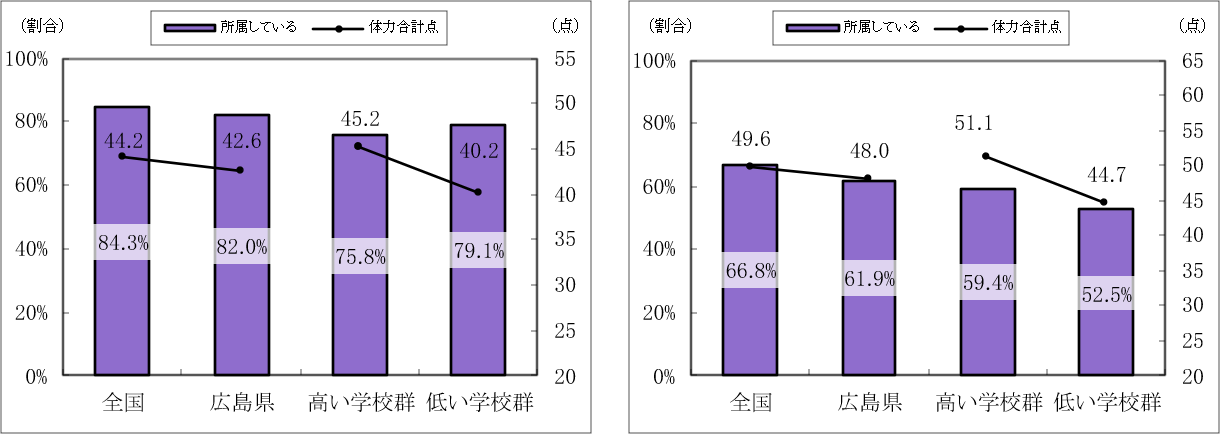 (割合)
所属している
体力合計点
(点)
100%
80%
60%
40%
20%
0%
55
50
45
40
35
30
25
20
44.2
42.6
45.2
40.2
84.3%
82.0%
75.8%
79.1%
全国
広島県
高い学校群
低い学校群
(割合)
所属している
体力合計点
(点)
100%
80%
60%
40%
20%
0%
65
60
55
50
45
40
35
30
25
20
49.6
48.0
51.1
44.7
66.8%
61.9%
59.4%
52.5%
全国
広島県
高い学校群
低い学校群